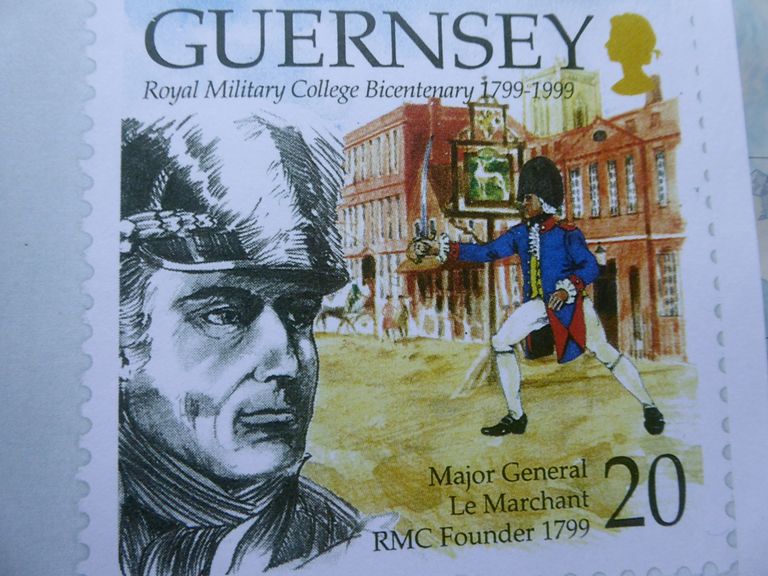 GUERNSEY
Royal Military College Bicentenary 1799-1999
Major General
Le Marchant
20
RMC Founder 1799